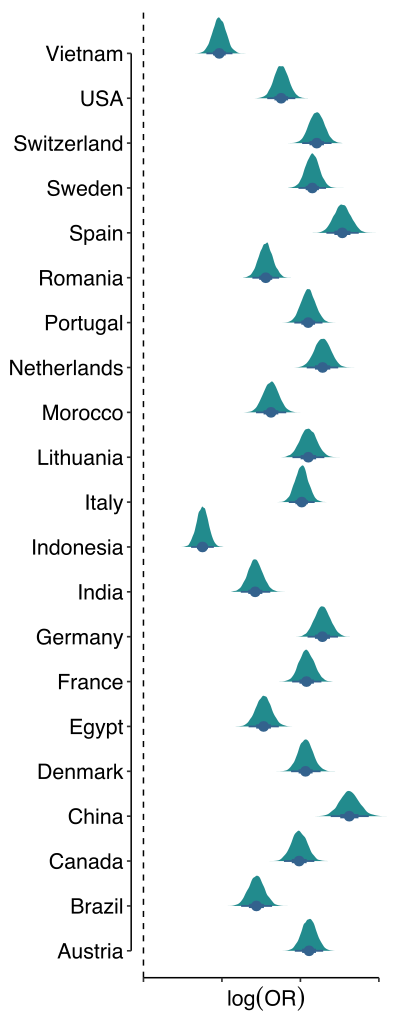 Vietnam
USA
Switzerland
Sweden
Spain
Romania
Portugal
Netherlands
Morocco
Lithuania
Italy
Indonesia
India
Germany
France
Egypt
Denmark
China
Canada
Brazil
Austria
log(OR)